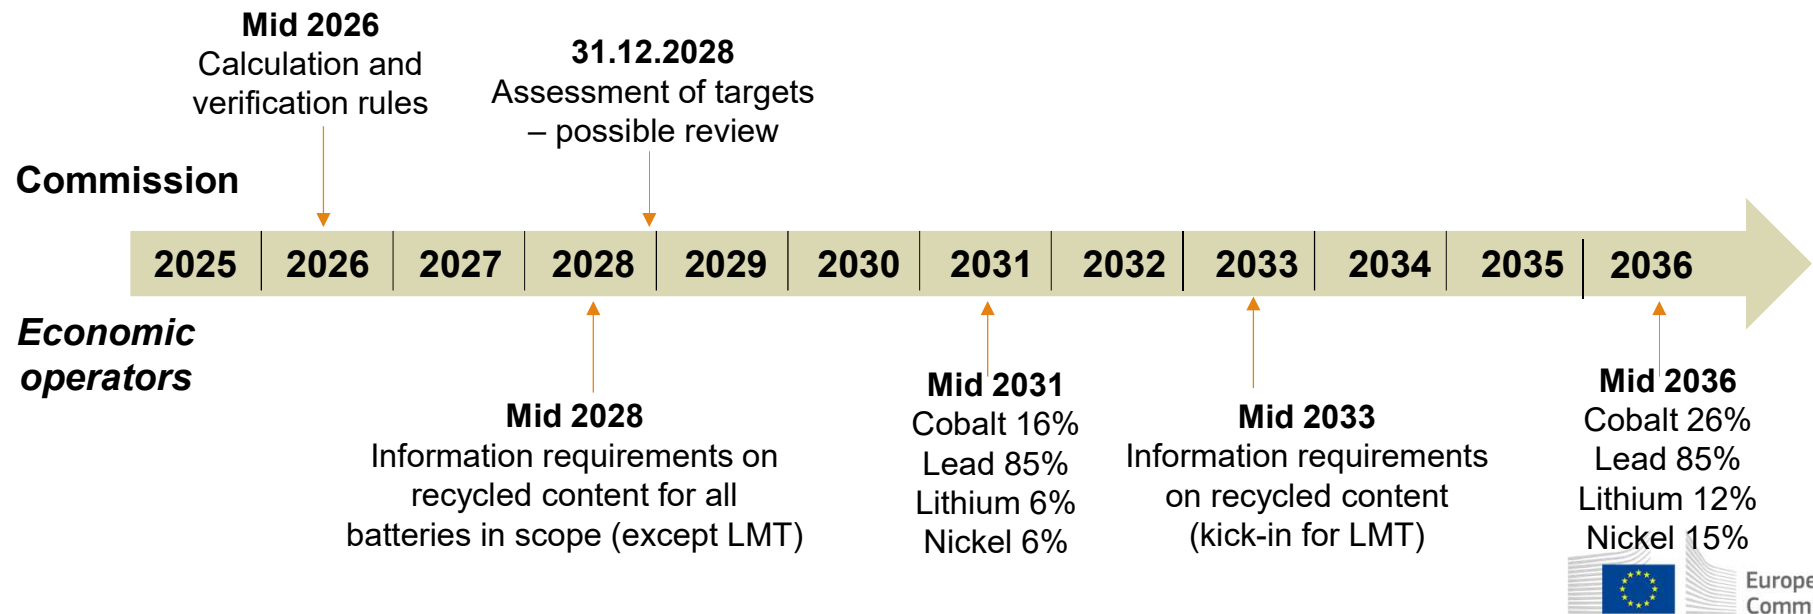 Mid 2026
Calculation and
verification rules
31.12.2028
Assessment of targets
– possible review
Commission
2025 2026 2027 2028 2029 2030 2031 2032 2033 2034 2035 2036
Economic
operators
Mid 2028
Information requirements on
recycled content for all
batteries in scope (except LMT)
Mid 2031
Cobalt 16%
Lead 85%
Lithium 6%
Nickel 6%
Mid 2033
Information requirements
on recycled content
(kick-in for LMT)
Mid 2036
Cobalt 26%
Lead 85%
Lithium 12%
Nickel 15%
Europe
Comm